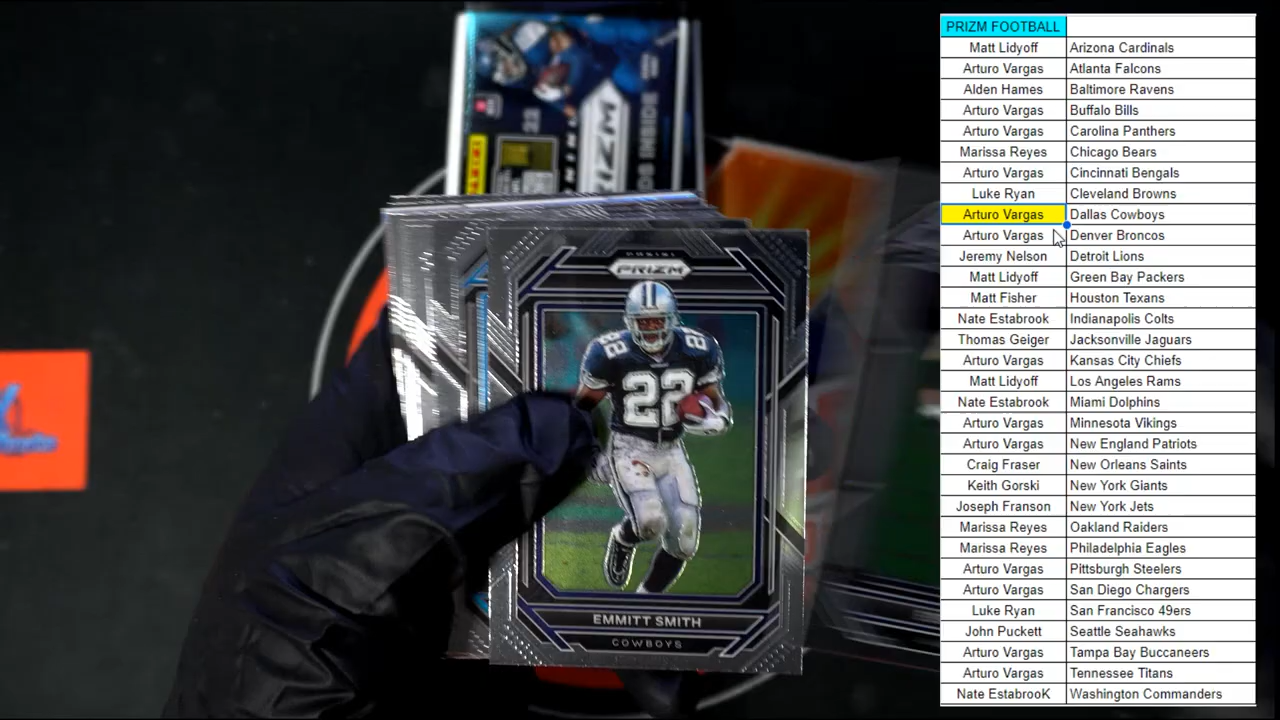 PRIZM FOOTBALL
Matt Lidyoff Arizona Cardinals
Arturo Vargas Atlanta Falcons
Alden Hames Baltimore Ravens
Arturo Vargas Buffalo Bills
Arturo Vargas Carolina Panthers
Marissa Reyes Chicago Bears
Arturo Vargas Cincinnati Bengals
Luke Ryan Cleveland Browns
Arturo Vargas Dallas Cowboys
Arturo Vargas Denver Broncos
Jeremy Nelson Detroit Lions
Matt Lidyoff Green Bay Packers
Matt Fisher Houston Texans
Nate Estabrook Indianapolis Colts
Thomas Geiger Jacksonville Jaguars
Arturo Vargas Kansas City Chiefs
Matt Lidyoff Los Angeles Rams
Nate Estabrook Miami Dolphins
Arturo Vargas Minnesota Vikings
Arturo Vargas New England Patriots
Craig Fraser New Orleans Saints
Keith Gorski New York Giants
Joseph Franson New York Jets
Marissa Reyes Oakland Raiders
Marissa Reyes Philadelphia Eagles
Arturo Vargas Pittsburgh Steelers
Arturo Vargas San Diego Chargers
Luke Ryan San Francisco 49ers
John Puckett Seattle Seahawks
Arturo Vargas Tampa Bay Buccaneers
Arturo Vargas Tennessee Titans
Nate EstabrooK Washington Commanders
PANINI
PRIZM
22
22
22
EMMITT SMITH
COWBOYS